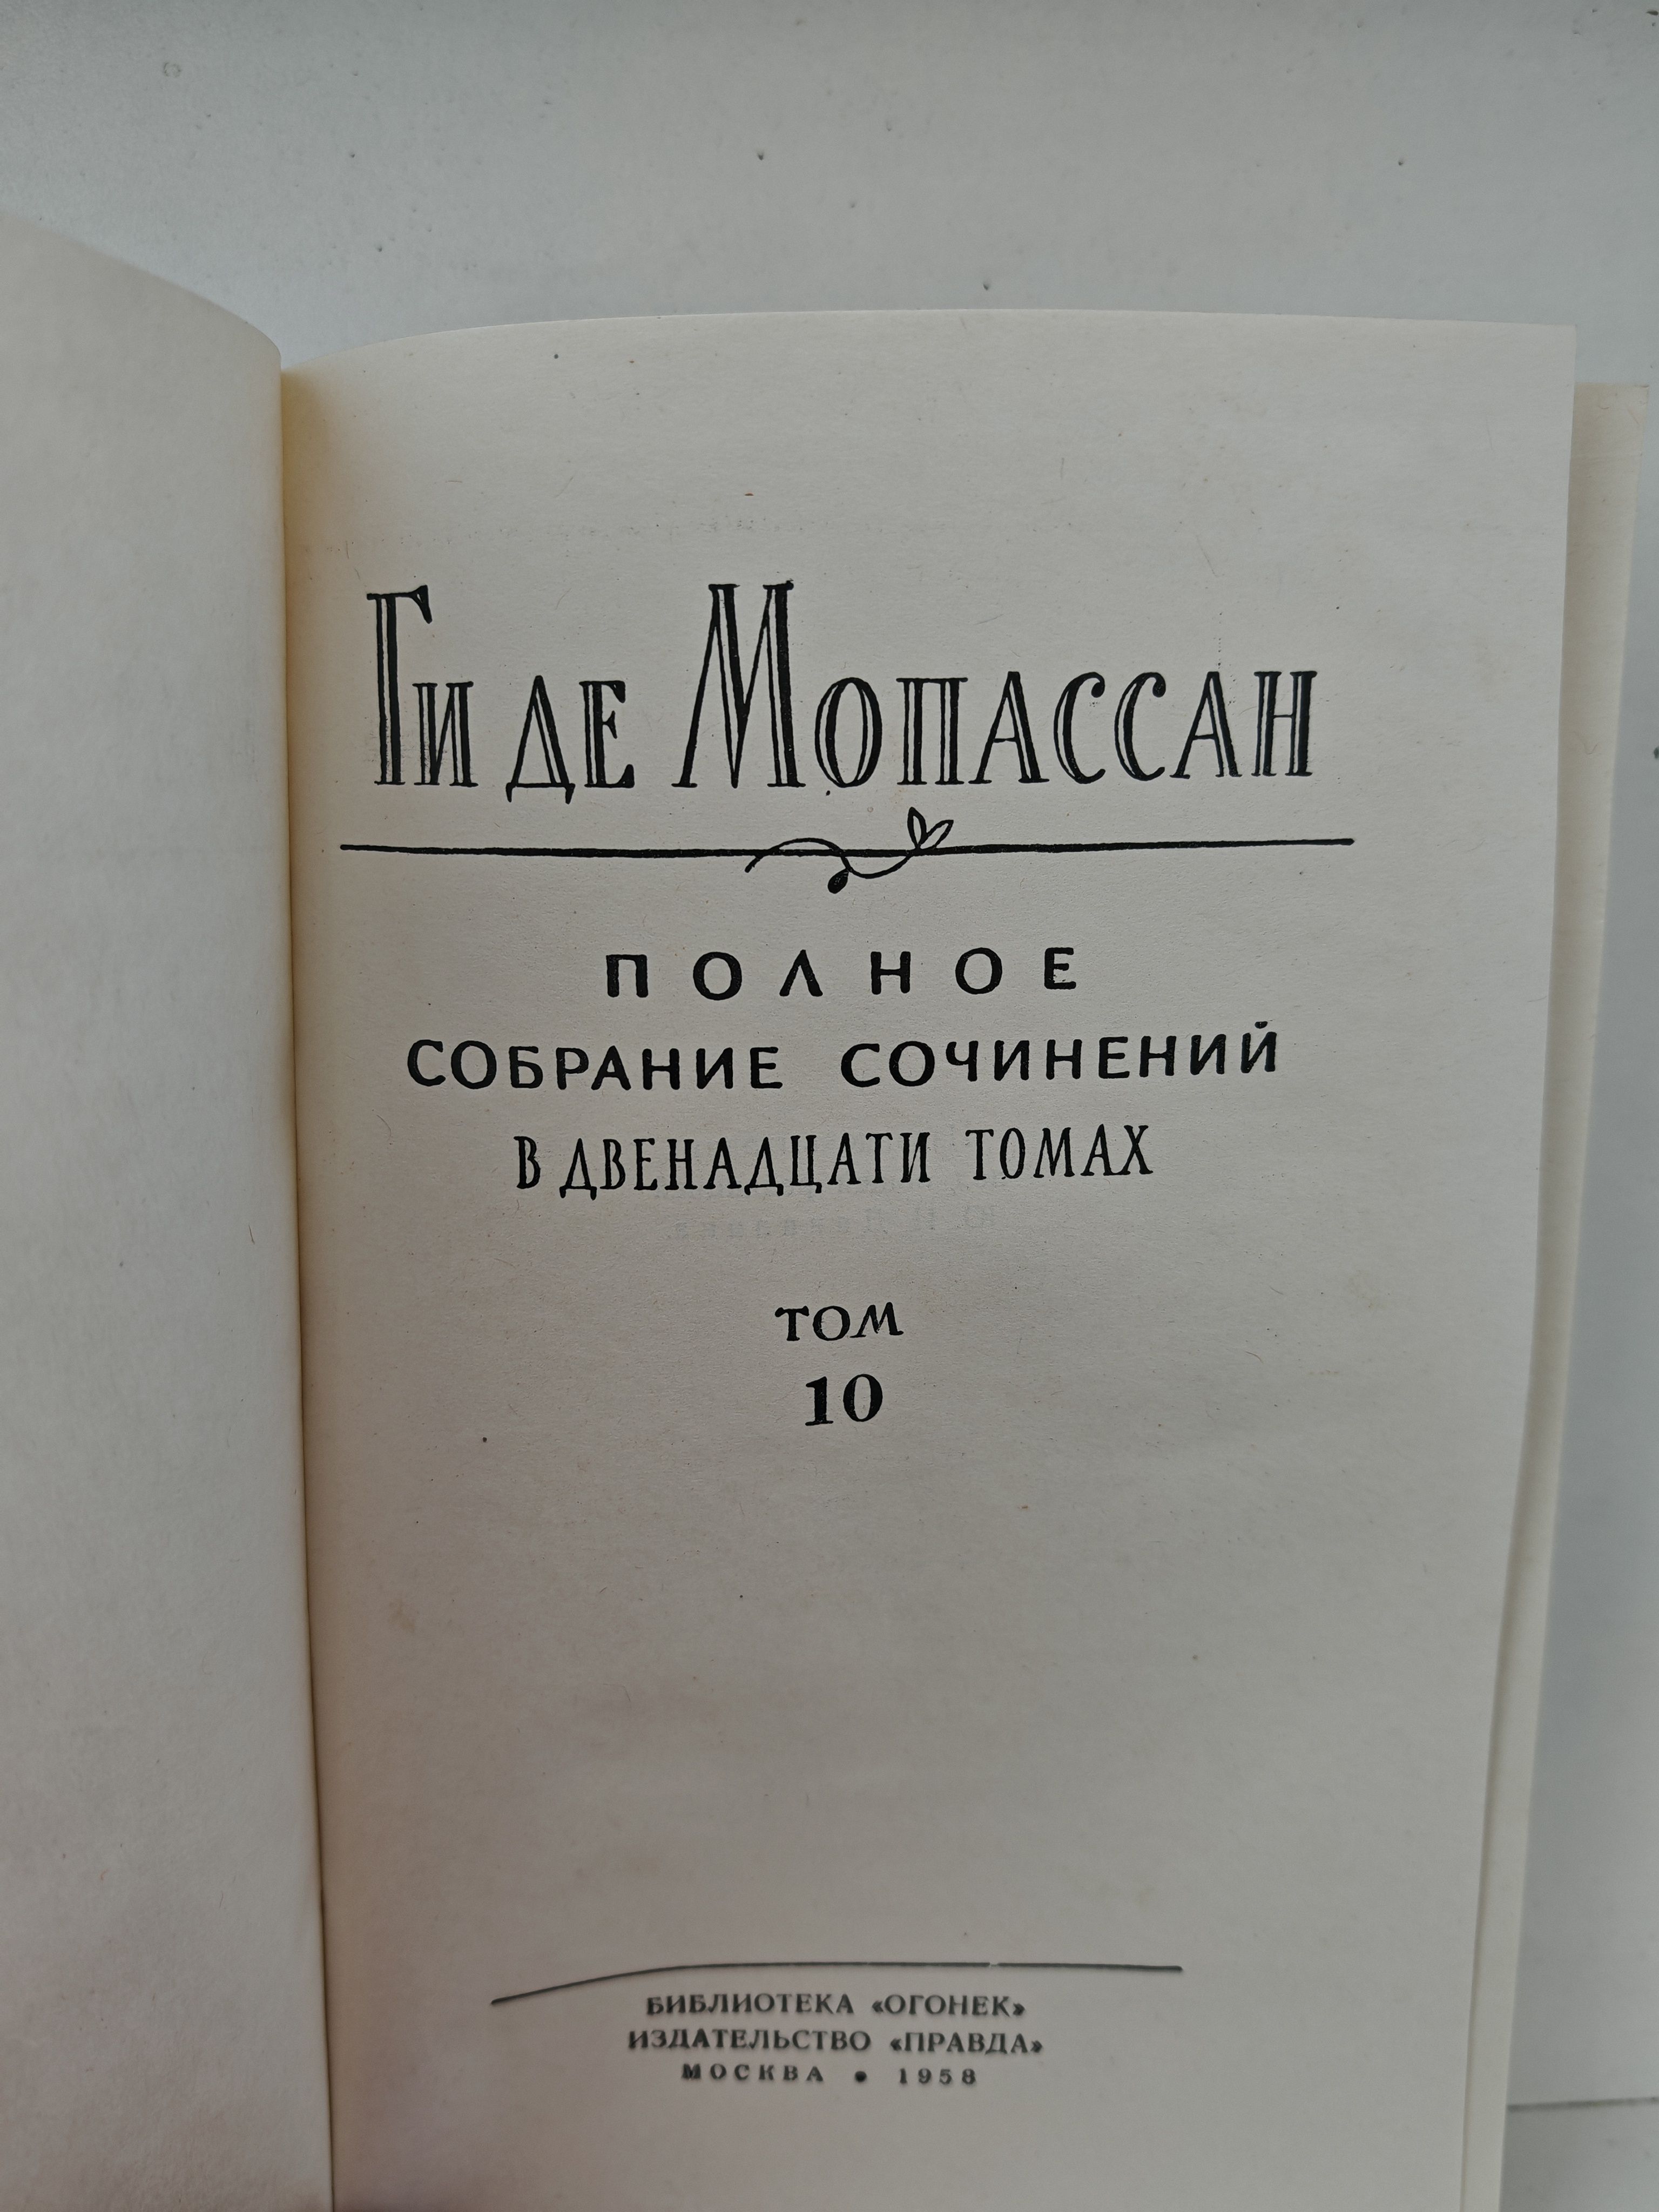 Ги де Мопассан
ПОЛНОЕ
СОБРАНИЕ СОЧИНЕНИЙ
В ДВЕНАДЦАТИ ТОМАХ
ТОМ
10
БИБЛИОТЕКА «ОГОНЕК»
ИЗДАТЕЛЬСТВО «ПРАВДА»
МОСКВА • 1958